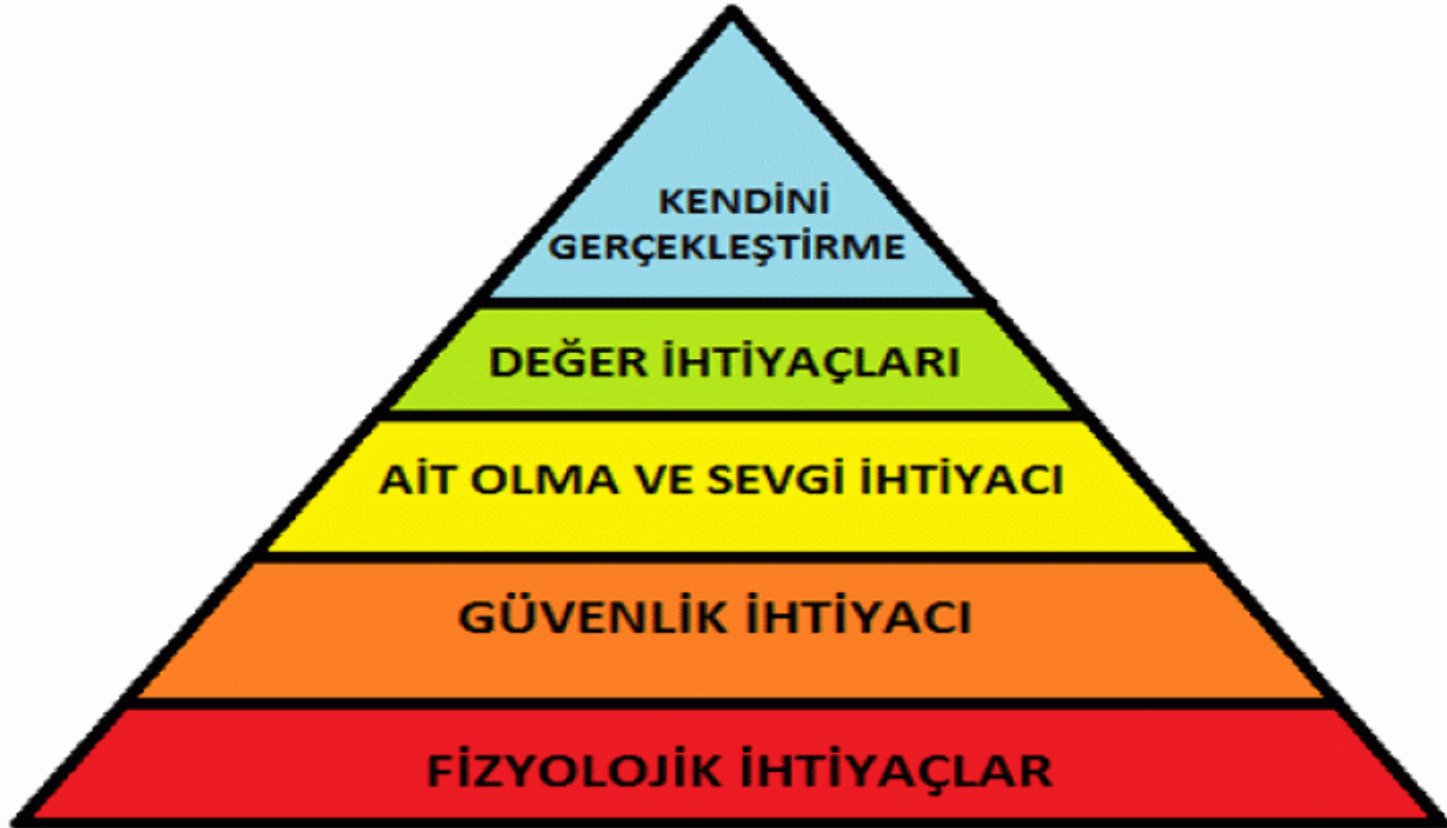 KENDİNİ
GERÇEKLEŞTİRME
DEĞER İHTİYAÇLARI
AİT OLMA VE SEVGİ İHTİYACI
GÜVENLİK İHTİYACI
FİZYOLOJİK İHTİYAÇLAR